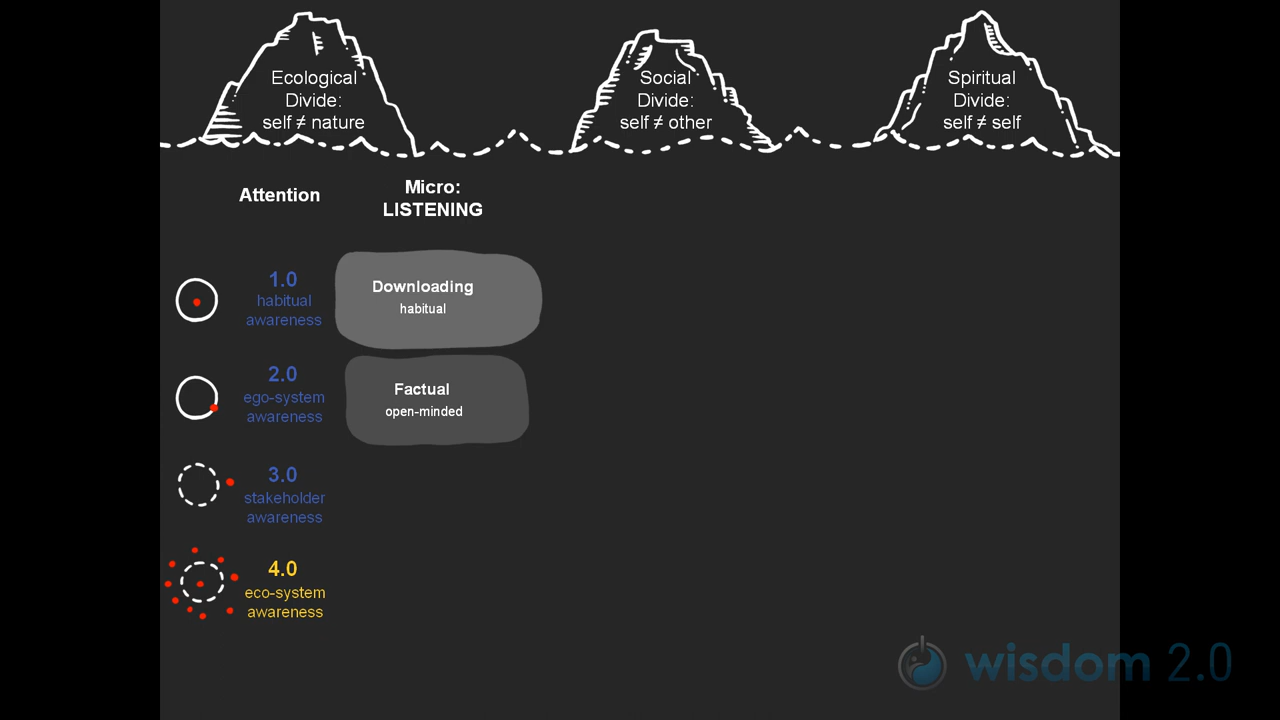 Ecological
Divide:
self ≠ nature
Social
Divide:
self ≠ other
Spiritual
Divide:
self ≠ self
Attention
Micro:
LISTENING
1.0
habitual
awareness
Downloading
habitual
2.0
ego-system
awareness
Factual
open-minded
3.0
stakeholder
awareness
4.0
eco-system
awareness
wisdom 2.0